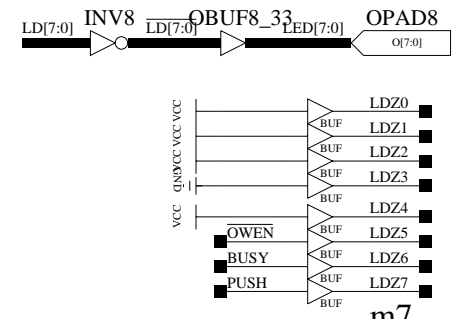 INV8 OBUF8_33 OPAD8
LD[7:0] LD[7:0] LED[7:0] O[7:0]
VCC LDZ0
BUF
VCC LDZ1
BUF
VCC LDZ2
BUF
GND LDZ3
BUF
VCC LDZ4
BUF
OWEN LDZ5
BUF
BUSY LDZ6
BUF
PUSH LDZ7
BUF
m7